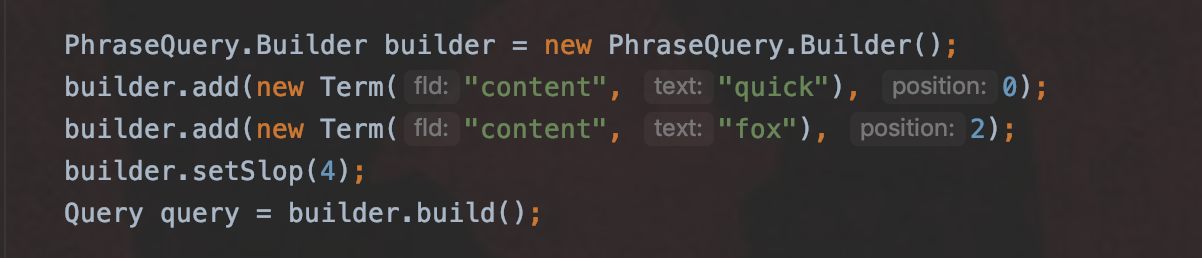 PhraseQuery.Builder builder = new PhraseQuery.Builder();
builder.add(new Term( fld: "content", text: "quick"), position: 0);
builder.add(new Term( fld: "content", text: "fox"), position: 2);
builder.setSlop(4);
Query query = builder.build();